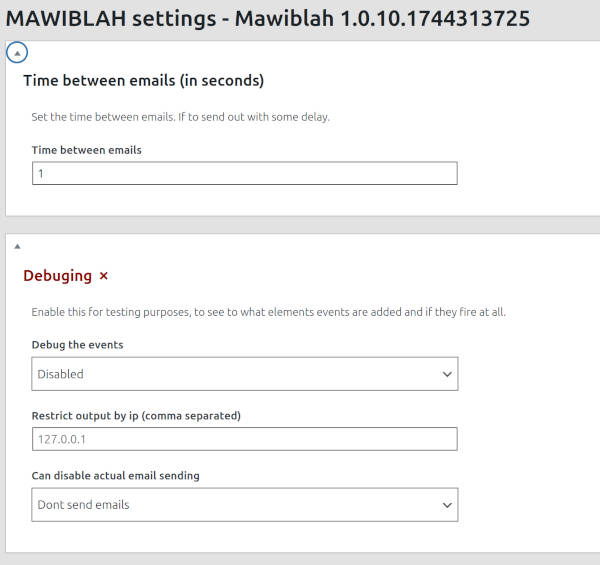 MAWIBLAH settings - Mawiblah 1.0.10.1744313725
Time between emails (in seconds)
Set the time between emails. If to send out with some delay.
Time between emails
1
Debuging ×
Enable this for testing purposes, to see to what elements events are added and if they fire at all.
Debug the events
Disabled
Restrict output by ip (comma separated)
127.0.0.1
Can disable actual email sending
Dont send emails